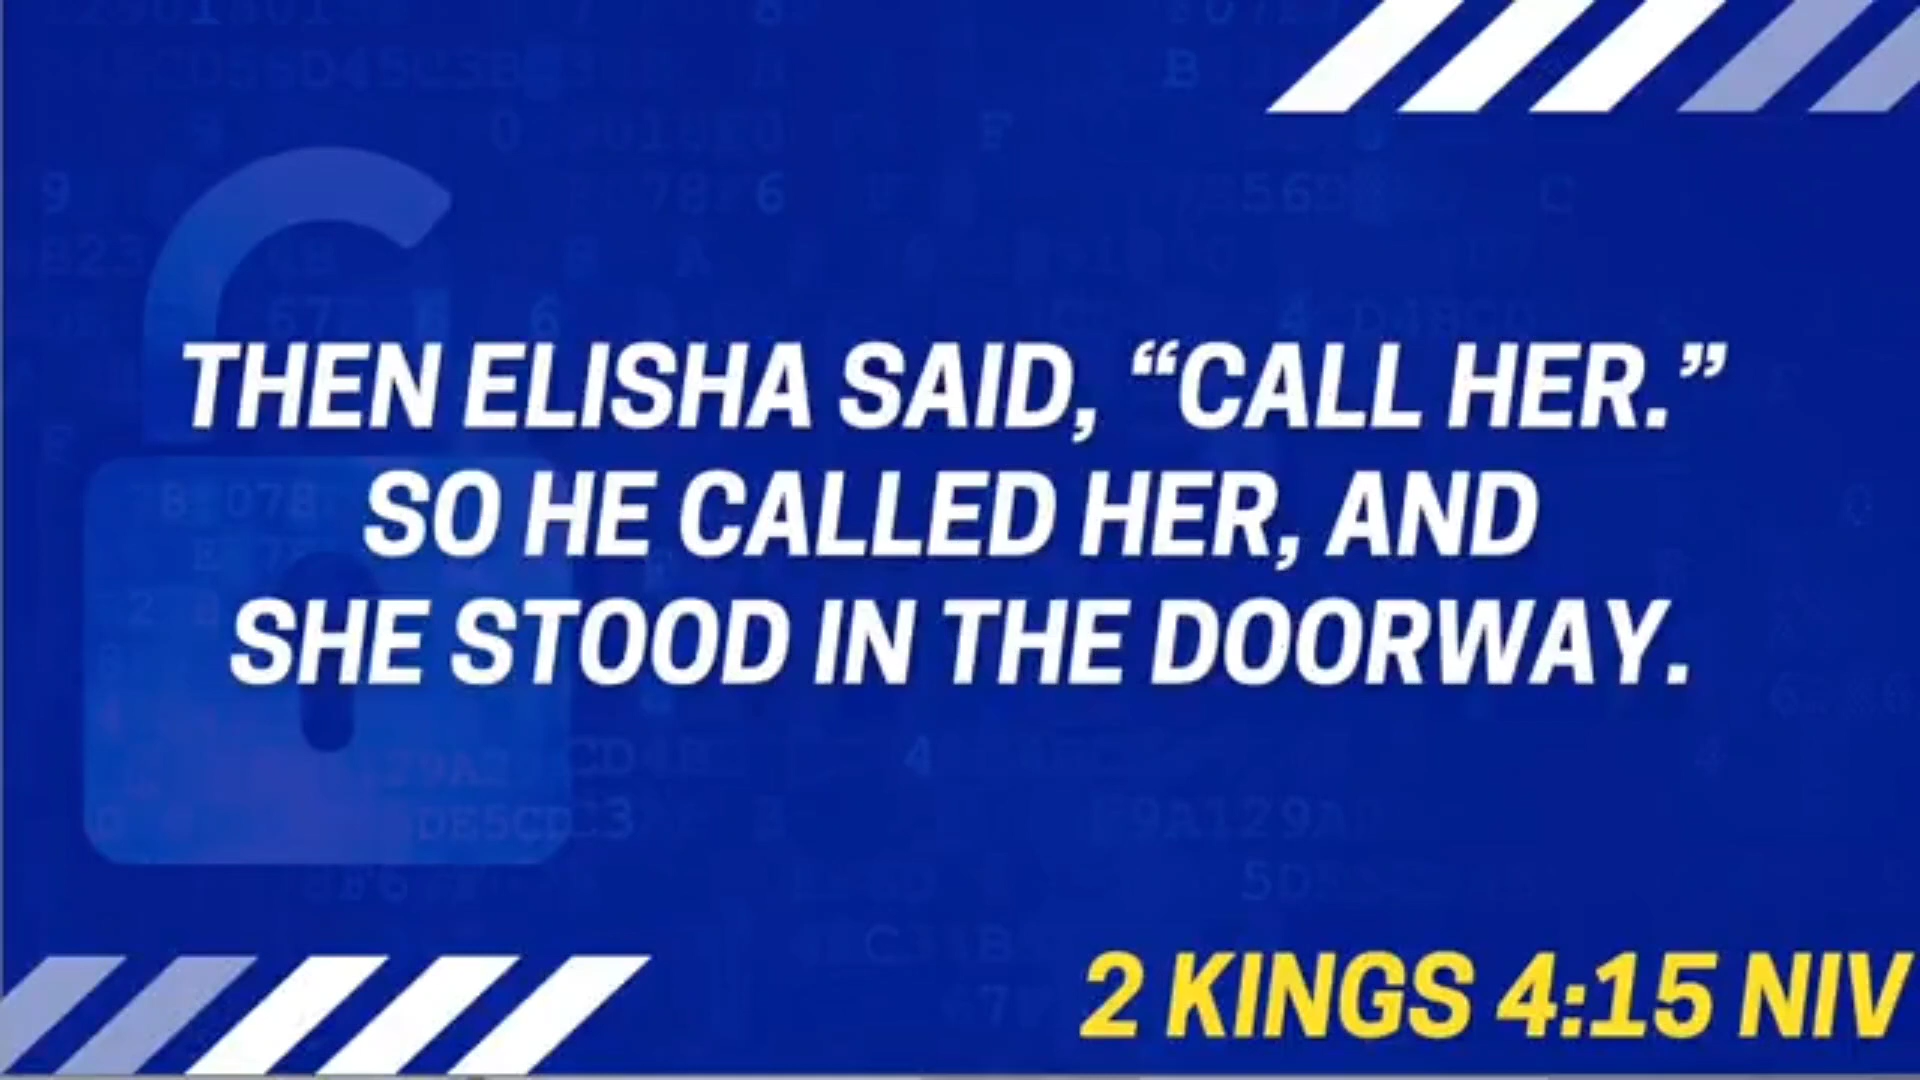 THEN ELISHA SAID, “CALL HER.”
SO HE CALLED HER, AND
SHE STOOD IN THE DOORWAY.
2 KINGS 4:15 NIV